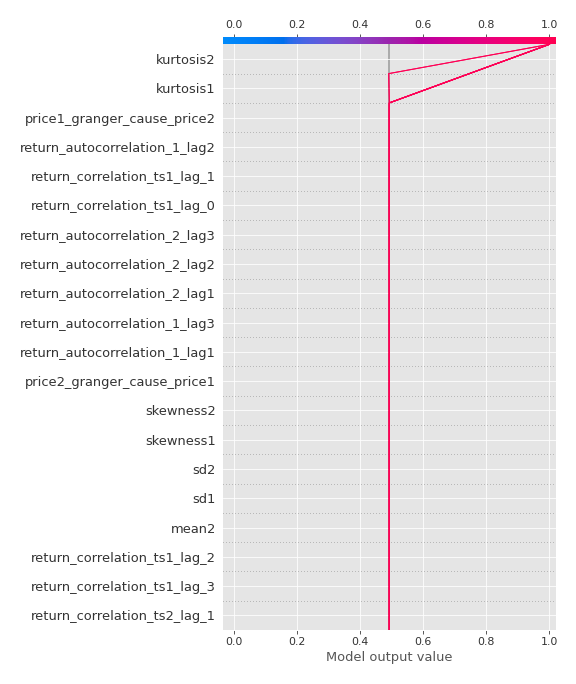 0.0 0.2 0.4 0.6 0.8 1.0
kurtosis2
kurtosis1
price1_granger_cause_price2
return_autocorrelation_1_lag2
return_correlation_ts1_lag_1
return_correlation_ts1_lag_0
return_autocorrelation_2_lag3
return_autocorrelation_2_lag2
return_autocorrelation_2_lag1
return_autocorrelation_1_lag3
return_autocorrelation_1_lag1
price2_granger_cause_price1
skewness2
skewness1
sd2
sd1
mean2
return_correlation_ts1_lag_2
return_correlation_ts1_lag_3
return_correlation_ts2_lag_1
0.0 0.2 0.4 0.6 0.8 1.0
Model output value